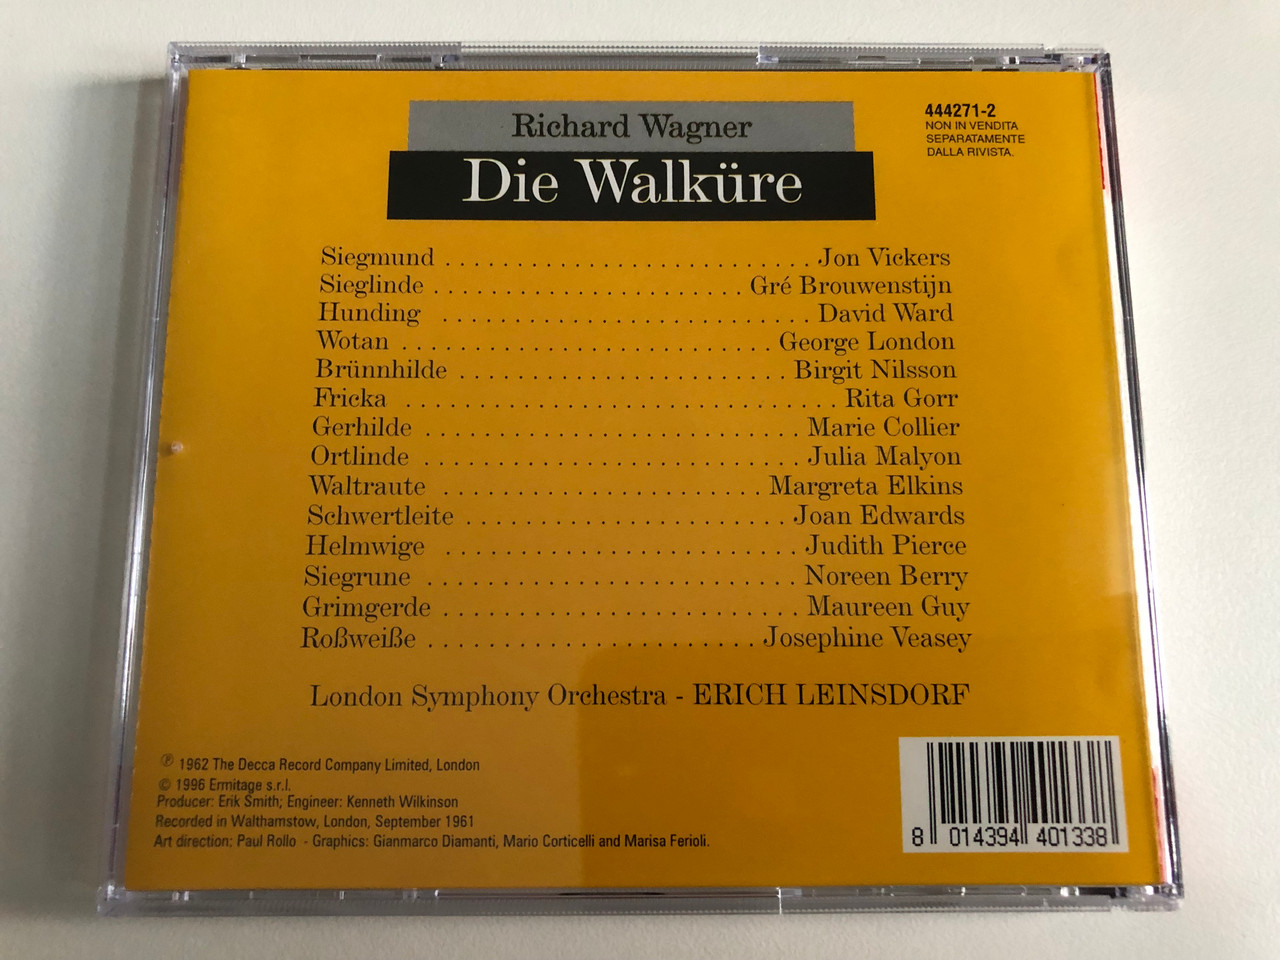 Richard Wagner
Die Walküre
444271-2
NON IN VENDITA
SEPARATAMENTE
DALLA RIVISTA.
Siegmund . . . . . . . . . . . . . . . . . . . . . . . . . . Jon Vickers
Sieglinde . . . . . . . . . . . . . . . . . . . . . . Gré Brouwenstijn
Hunding . . . . . . . . . . . . . . . . . . . . . . . . . . David Ward
Wotan . . . . . . . . . . . . . . . . . . . . . . . . . . George London
Brünnhilde . . . . . . . . . . . . . . . . . . . . . . . Birgit Nilsson
Fricka . . . . . . . . . . . . . . . . . . . . . . . . . . . . . . Rita Gorr
Gerhilde . . . . . . . . . . . . . . . . . . . . . . . . . . Marie Collier
Ortlinde . . . . . . . . . . . . . . . . . . . . . . . . . . Julia Malyon
Waltraute . . . . . . . . . . . . . . . . . . . . . . Margreta Elkins
Schwertleite . . . . . . . . . . . . . . . . . . . . . . Joan Edwards
Helmwige . . . . . . . . . . . . . . . . . . . . . . . . . Judith Pierce
Siegrune . . . . . . . . . . . . . . . . . . . . . . . . . . Noreen Berry
Grimgerde . . . . . . . . . . . . . . . . . . . . . . . . . Maureen Guy
Roßweiße . . . . . . . . . . . . . . . . . . . . . . . Josephine Veasey
London Symphony Orchestra - ERICH LEINSDORF
℗ 1962 The Decca Record Company Limited, London
© 1996 Ermitage s.r.l.
Producer: Erik Smith; Engineer: Kenneth Wilkinson
Recorded in Walthamstow, London, September 1961
Art direction: Paul Rollo - Graphics: Gianmarco Diamanti, Mario Corticelli and Marisa Ferioli.
8 014394 401338